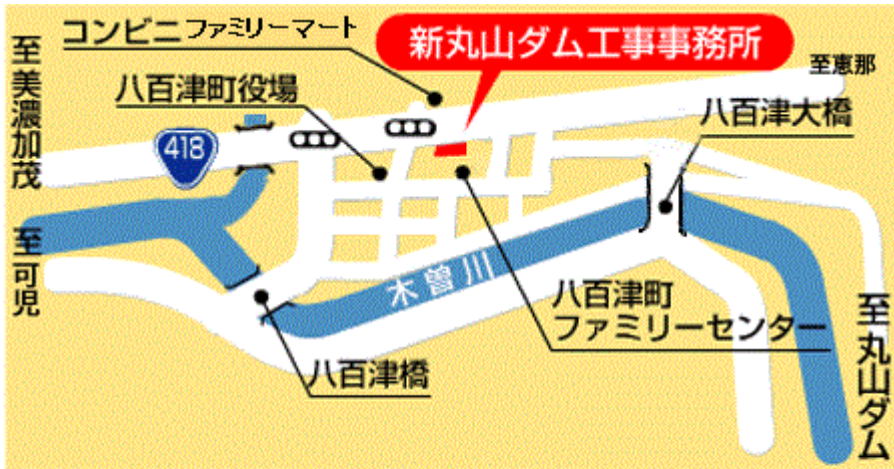 コンビニ ファミリーマート
新丸山ダム工事事務所
至恵那
至美濃加茂
八百津町役場
八百津大橋
418
至可児
木曽川
八百津町
ファミリーセンター
八百津橋
至丸山ダム